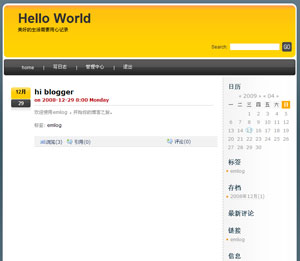 Hello World
美好的生活需要用心记录
Search: GO
home | 写日志 | 管理中心 | 退出
12月
29
hi blogger
on 2008-12-29 8:00 Monday
欢迎使用emlog，开始你的博客之旅。
标签: emlog
浏览(3) 引用(0) 评论(0)
日历
« 2009 » « 04 »
一 二 三 四 五 六 日
1 2 3 4 5
6 7 8 9 10 11 12
13 14 15 16 17 18 19
20 21 22 23 24 25 26
27 28 29 30
标签
emlog
存档
2008年12月(1)
最新评论
链接
emlog
信息